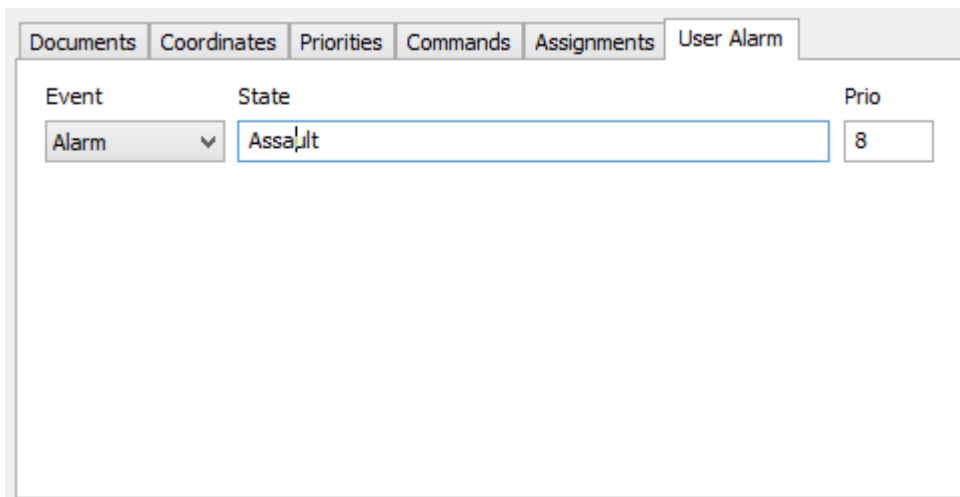 Documents Coordinates Priorities Commands Assignments User Alarm
Event State Prio
Alarm Assault 8